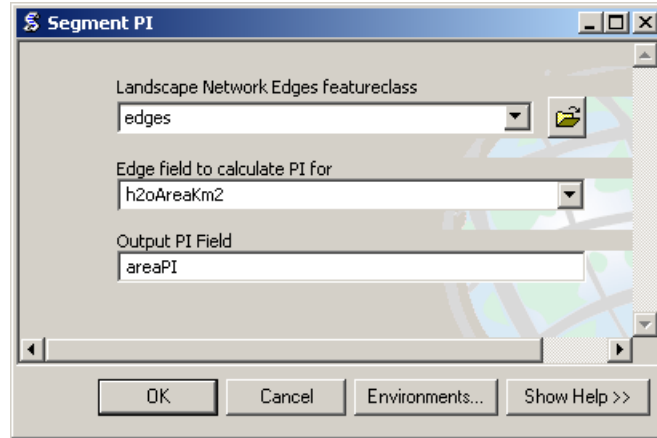 Segment PI
Landscape Network Edges featureclass
edges
Edge field to calculate PI for
h2oAreaKm2
Output PI Field
areaPI
OK Cancel Environments... Show Help >>